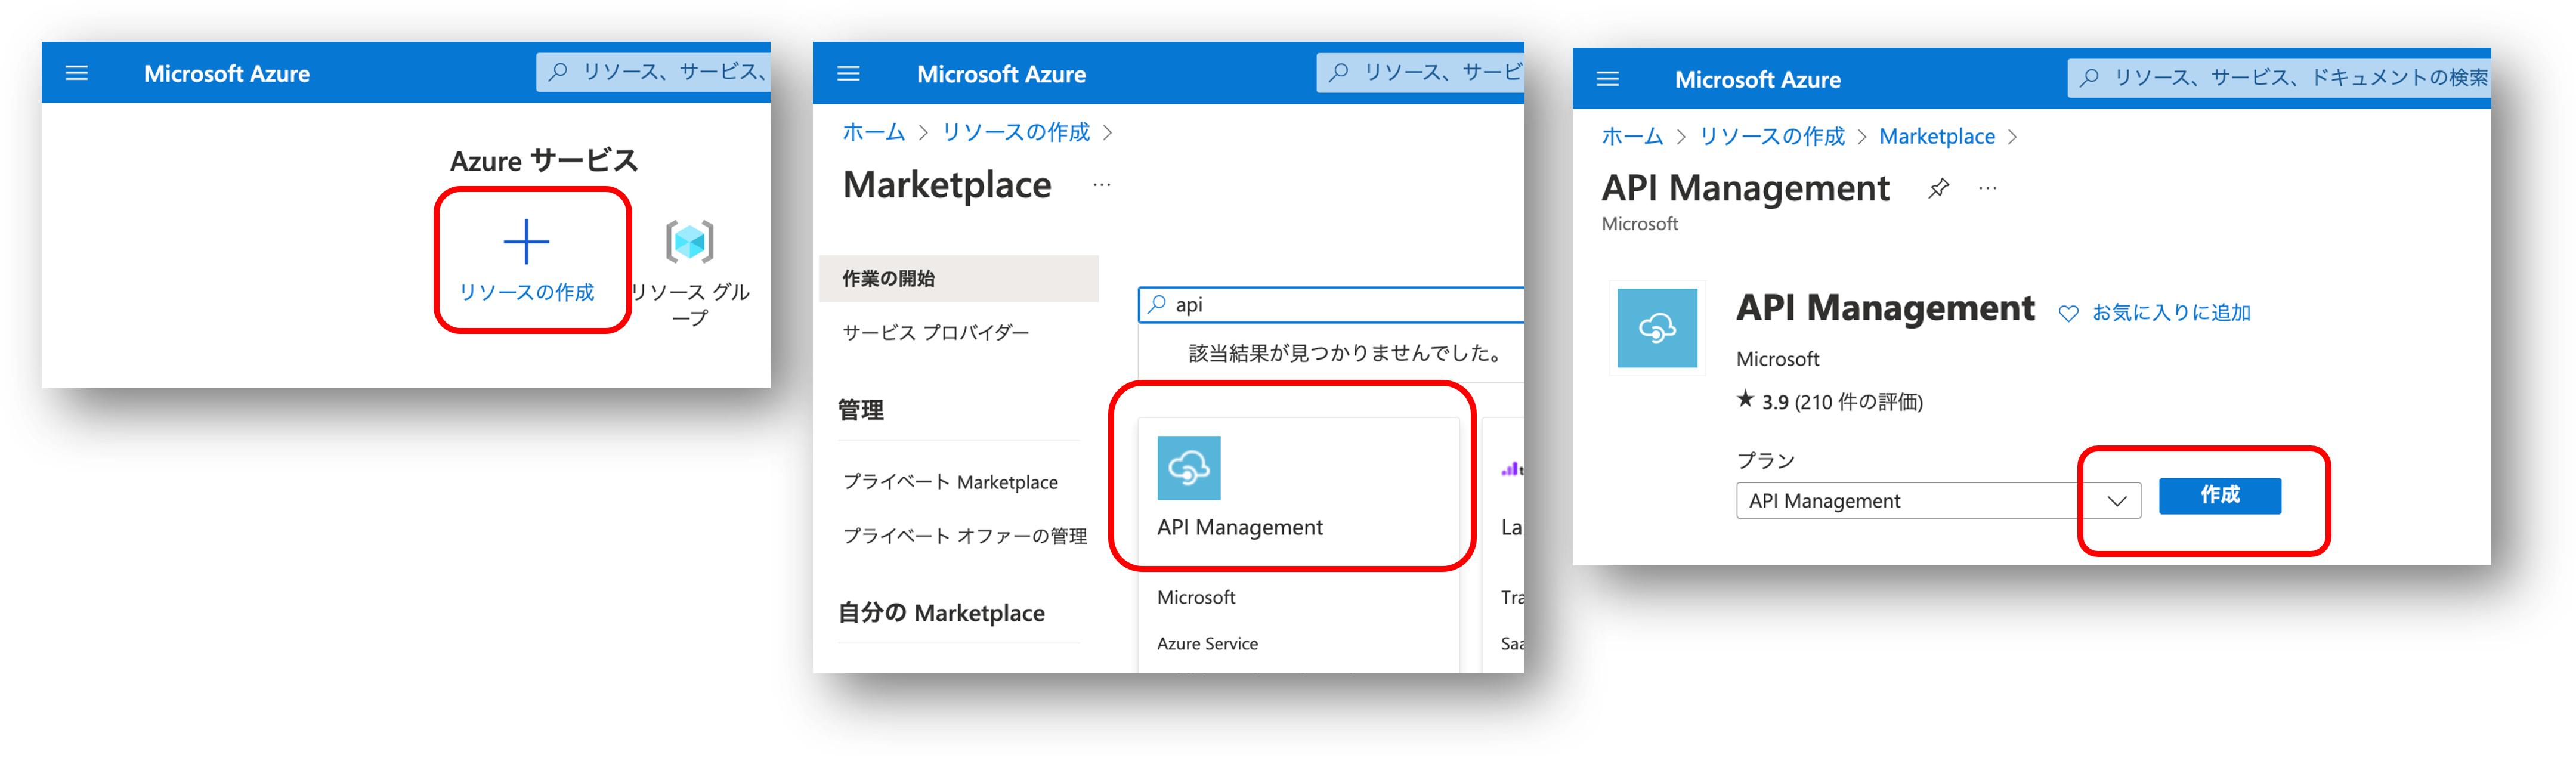 Microsoft Azure
リソース、サービス、
Azure サービス
リソースの作成
リソース グル
ープ
Microsoft Azure
リソース、サービ
ホーム > リソースの作成 >
Marketplace ...
作業の開始
サービス プロバイダー
管理
プライベート Marketplace
プライベート オファーの管理
自分の Marketplace
api
該当結果が見つかりませんでした。
API Management
Microsoft
Azure Service
Microsoft Azure
リソース、サービス、ドキュメントの検索
ホーム > リソースの作成 > Marketplace >
API Management ...
Microsoft
API Management お気に入りに追加
Microsoft
★ 3.9 (210 件の評価)
プラン
API Management
作成